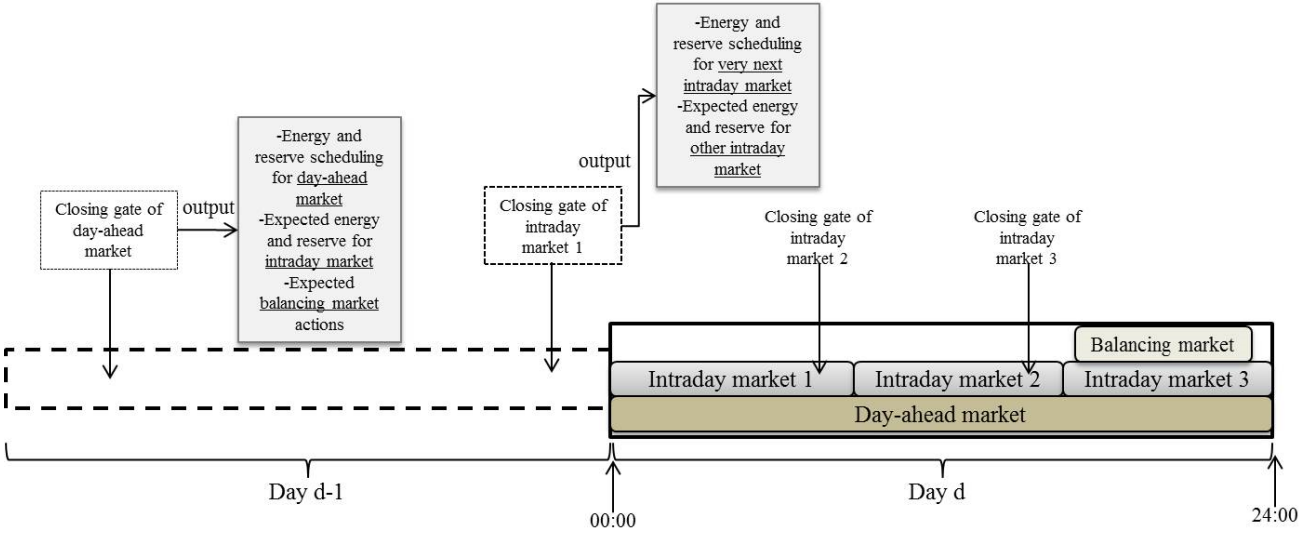 -Energy and
reserve scheduling
for very next
intraday market
-Expected energy
and reserve for
other intraday
market
output
-Energy and
reserve scheduling
for day-ahead
market
-Expected energy
and reserve for
intraday market
-Expected
balancing market
actions
Closing gate of
day-ahead
market
output
Closing gate of
intraday
market 1
Closing gate of
intraday
market 2
Closing gate of
intraday
market 3
Balancing market
Intraday market 1
Intraday market 2
Intraday market 3
Day-ahead market
Day d-1
Day d
00:00
24:00